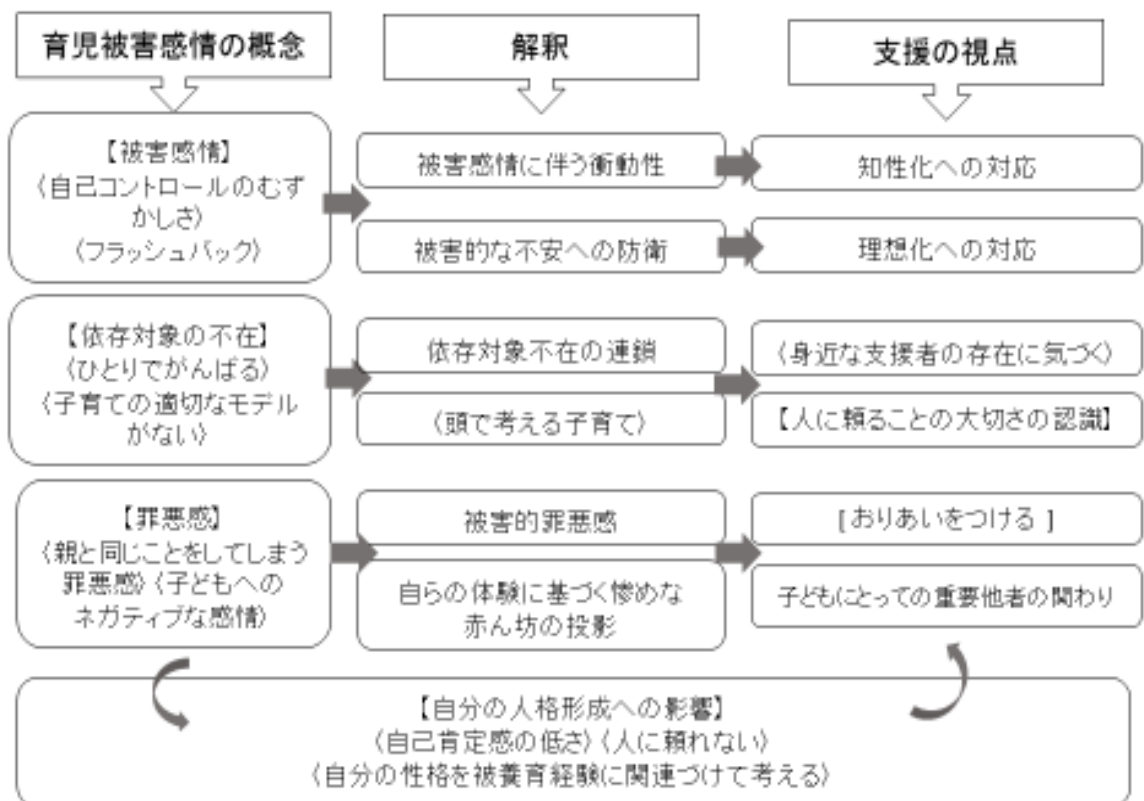 育児被害感情の概念
解釈
支援の視点
【被害感情】
〈自己コントロールのむず
かしさ〉
〈フラッシュバック〉
被害感情に伴う衝動性
知性化への対応
被害的な不安への防衛
理想化への対応
【依存対象の不在】
〈ひとりでがんばる〉
〈子育ての適切なモデル
がない〉
依存対象不在の連鎖
〈身近な支援者の存在に気づく〉
〈頭で考える子育て〉
【人に頼ることの大切さの認識】
【罪悪感】
〈親と同じことをしてしまう
罪悪感〉〈子どもへの
ネガティブな感情〉
被害的罪悪感
[おりあいをつける ]
自らの体験に基づく惨めな
赤ん坊の投影
子どもにとっての重要他者の関わり
【自分の人格形成への影響】
〈自己肯定感の低さ〉〈人に頼れない〉
〈自分の性格を被養育経験に関連づけて考える〉